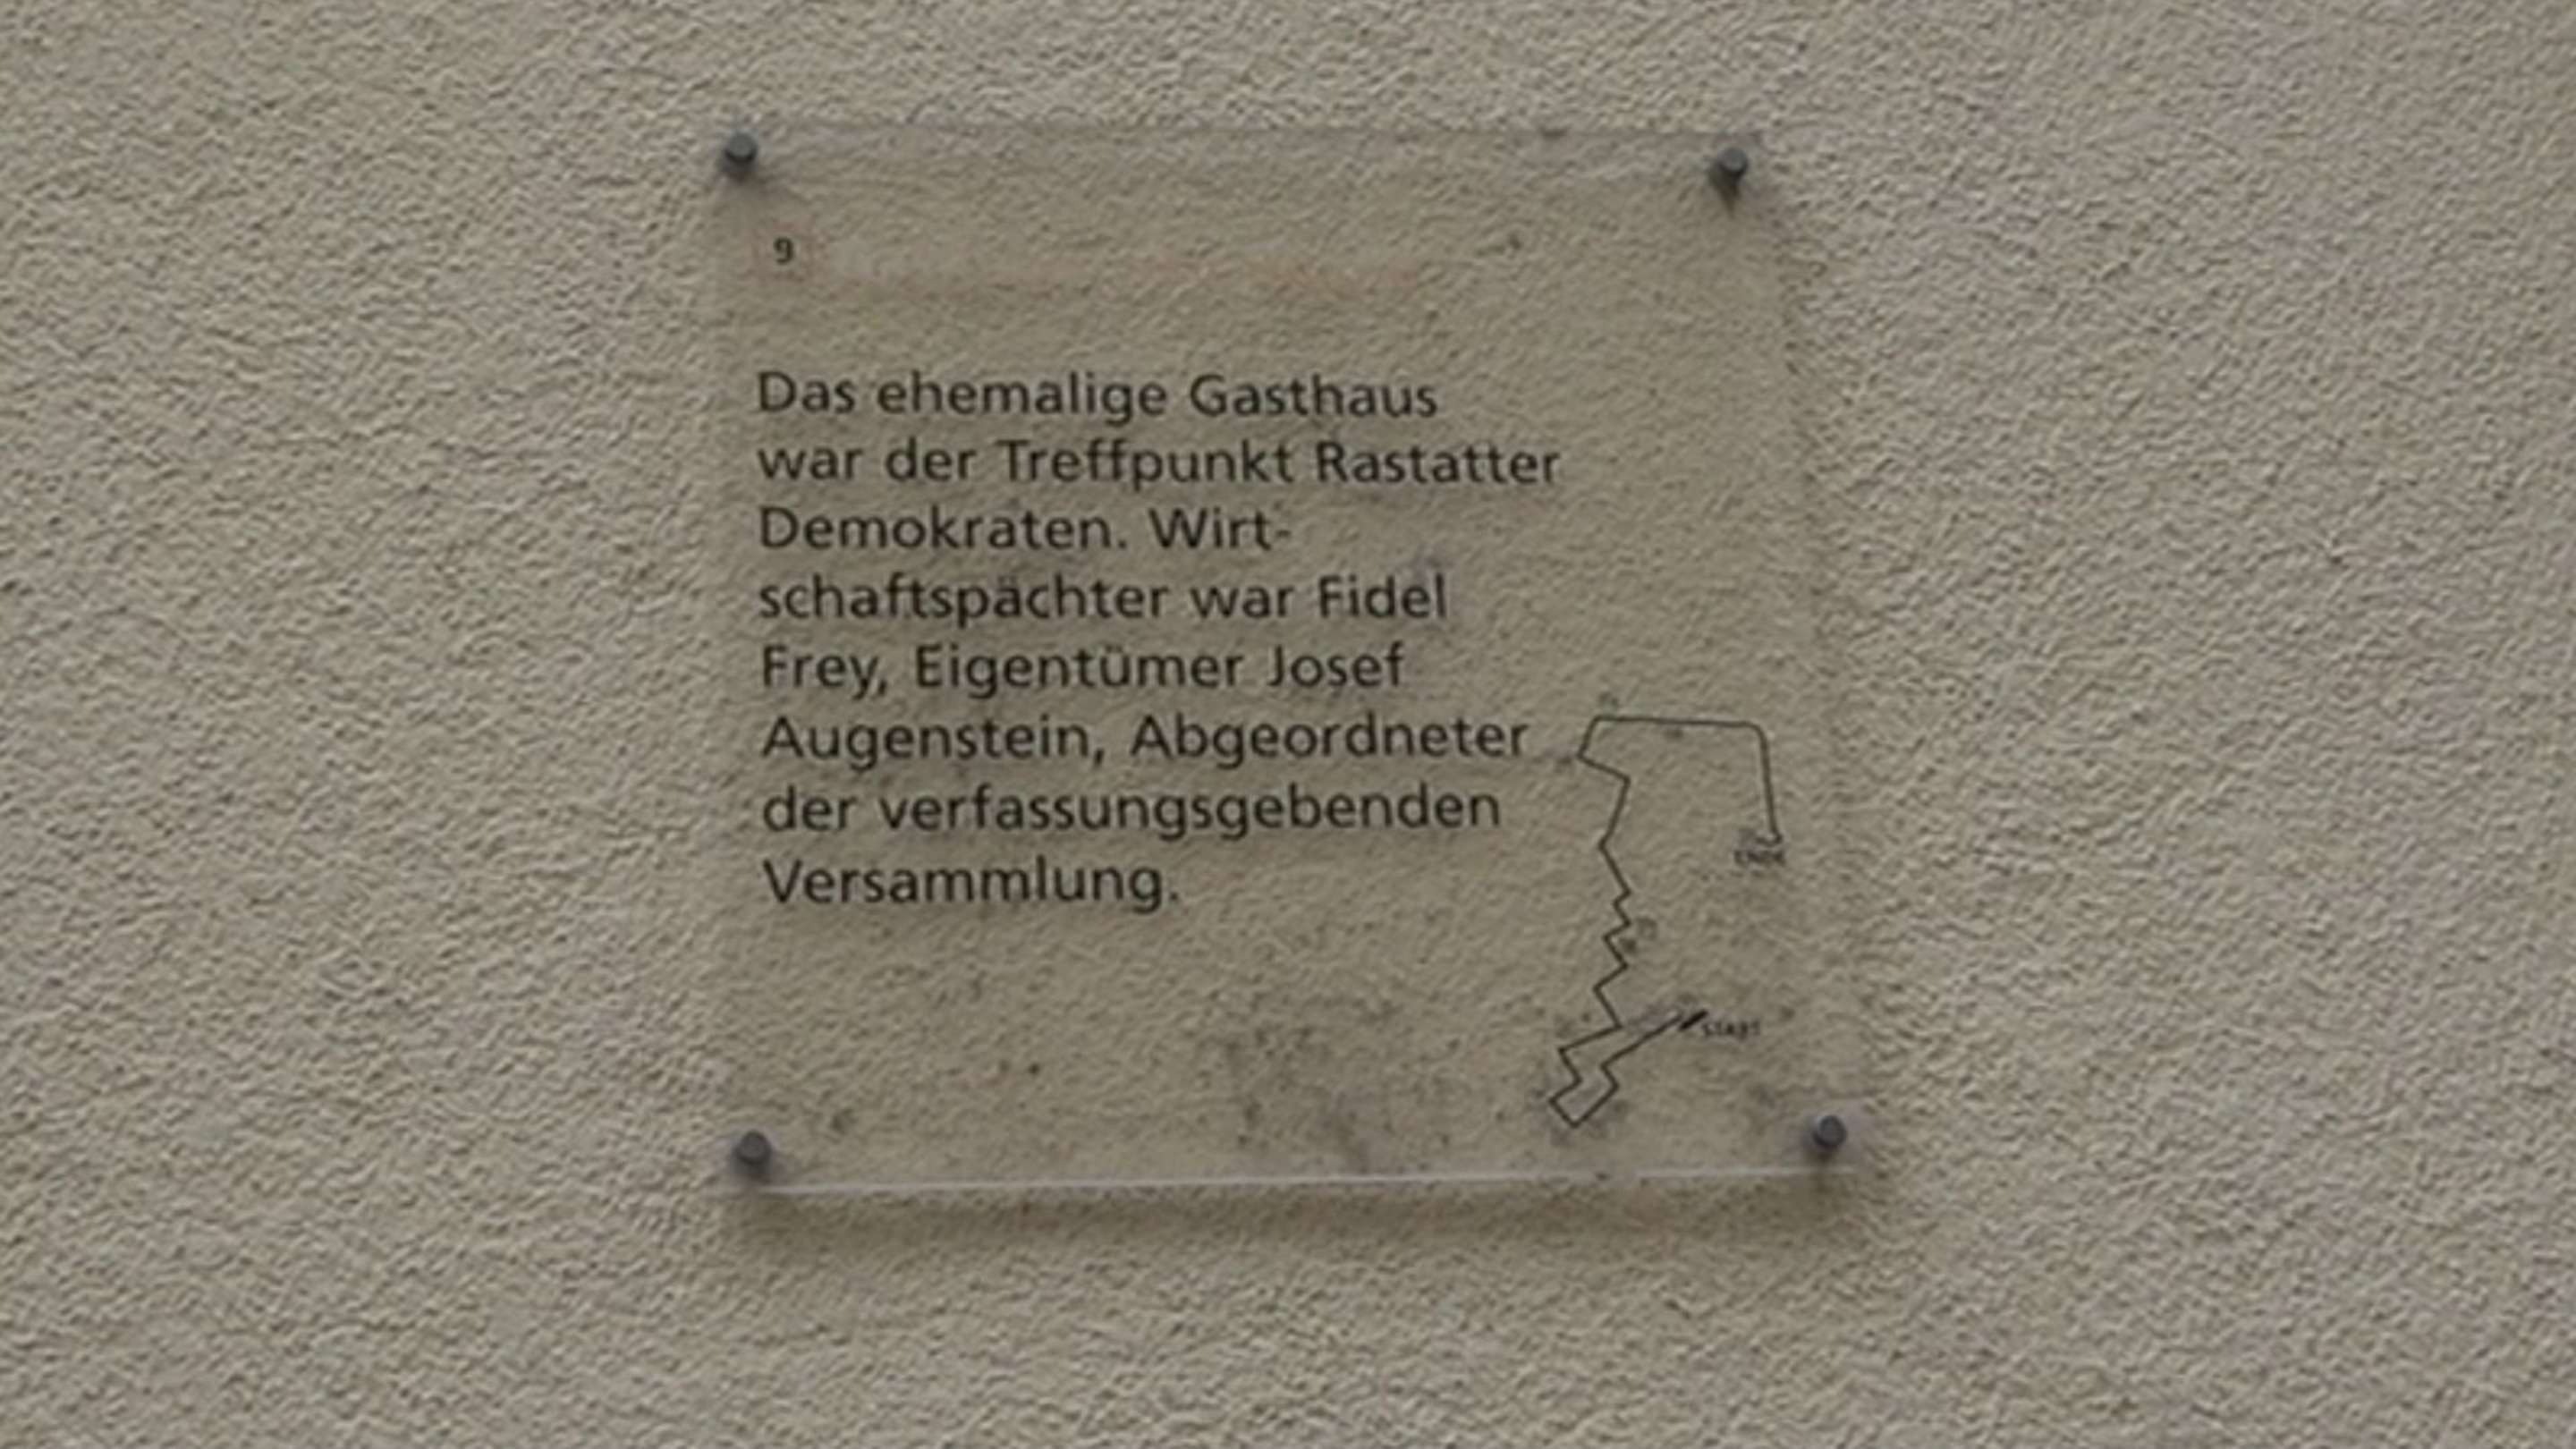 9
Das ehemalige Gasthaus
war der Treffpunkt Rastatter
Demokraten. Wirt-
schaftspächter war Fidel
Frey, Eigentümer Josef
Augenstein, Abgeordneter
der verfassungsgebenden
Versammlung.
START